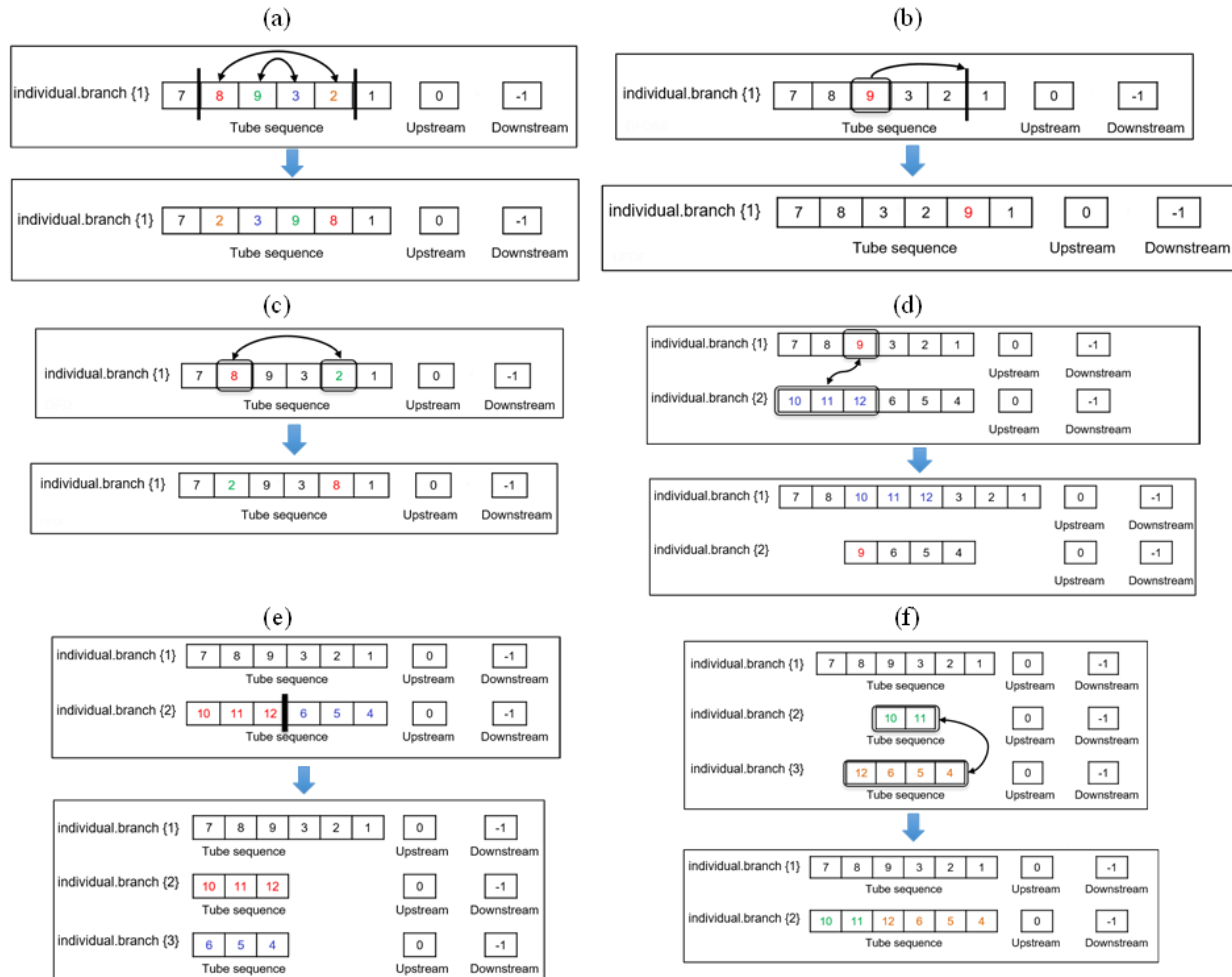 (a)
individual.branch {1} 7 8 9 3 2 1 0 -1
Tube sequence Upstream Downstream
individual.branch {1} 7 2 3 9 8 1 0 -1
Tube sequence Upstream Downstream
(b)
individual.branch {1} 7 8 9 3 2 1 0 -1
Tube sequence Upstream Downstream
individual.branch {1} 7 8 3 2 9 1 0 -1
Tube sequence Upstream Downstream
(c)
individual.branch {1} 7 8 9 3 2 1 0 -1
Tube sequence Upstream Downstream
individual.branch {1} 7 2 9 3 8 1 0 -1
Tube sequence Upstream Downstream
(d)
individual.branch {1} 7 8 9 3 2 1 0 -1
Upstream Downstream
individual.branch {2} 10 11 12 6 5 4 0 -1
Upstream Downstream
individual.branch {1} 7 8 10 11 12 3 2 1 0 -1
Tube sequence Upstream Downstream
individual.branch {2} 9 6 5 4 0 -1
Upstream Downstream
(e)
individual.branch {1} 7 8 9 3 2 1 0 -1
Tube sequence Upstream Downstream
individual.branch {2} 10 11 12 6 5 4 0 -1
Tube sequence Upstream Downstream
individual.branch {1} 7 8 9 3 2 1 0 -1
Tube sequence Upstream Downstream
individual.branch {2} 10 11 12 0 -1
Tube sequence Upstream Downstream
individual.branch {3} 6 5 4 0 -1
Tube sequence Upstream Downstream
(f)
individual.branch {1} 7 8 9 3 2 1 0 -1
Tube sequence Upstream Downstream
individual.branch {2} 10 11 0 -1
Tube sequence Upstream Downstream
individual.branch {3} 12 6 5 4 0 -1
Tube sequence Upstream Downstream
individual.branch {1} 7 8 9 3 2 1 0 -1
Tube sequence Upstream Downstream
individual.branch {2} 10 11 12 6 5 4 0 -1
Tube sequence Upstream Downstream